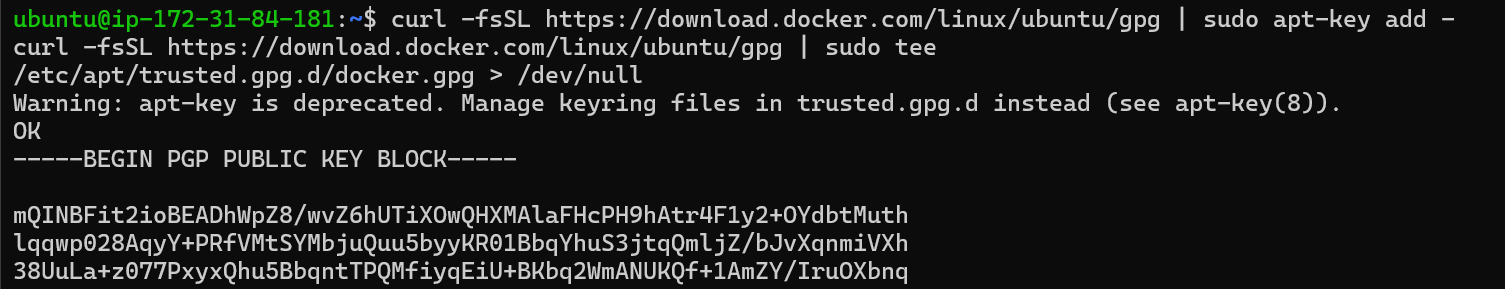 ubuntu@ip-172-31-84-181:~$ curl -fsSL https://download.docker.com/linux/ubuntu/gpg | sudo apt-key add -
curl -fsSL https://download.docker.com/linux/ubuntu/gpg | sudo tee
/etc/apt/trusted.gpg.d/docker.gpg > /dev/null
Warning: apt-key is deprecated. Manage keyring files in trusted.gpg.d instead (see apt-key(8)).
OK
-----BEGIN PGP PUBLIC KEY BLOCK-----

mQINBFit2ioBEADhWpZ8/wvZ6hUTiXOwQHXMAlaFHcPH9hAtr4F1y2+OYdbtMuth
lqqwp028AqyY+PRfVMtSYMbjuQuu5byyKR01BbqYhuS3jtqQmljZ/bJvXqnmiVXh
38UuLa+z077PxyxQhu5BbqntTPQMfiyqEiU+BKbq2WmANUKQf+1AmZY/IruOXbnq